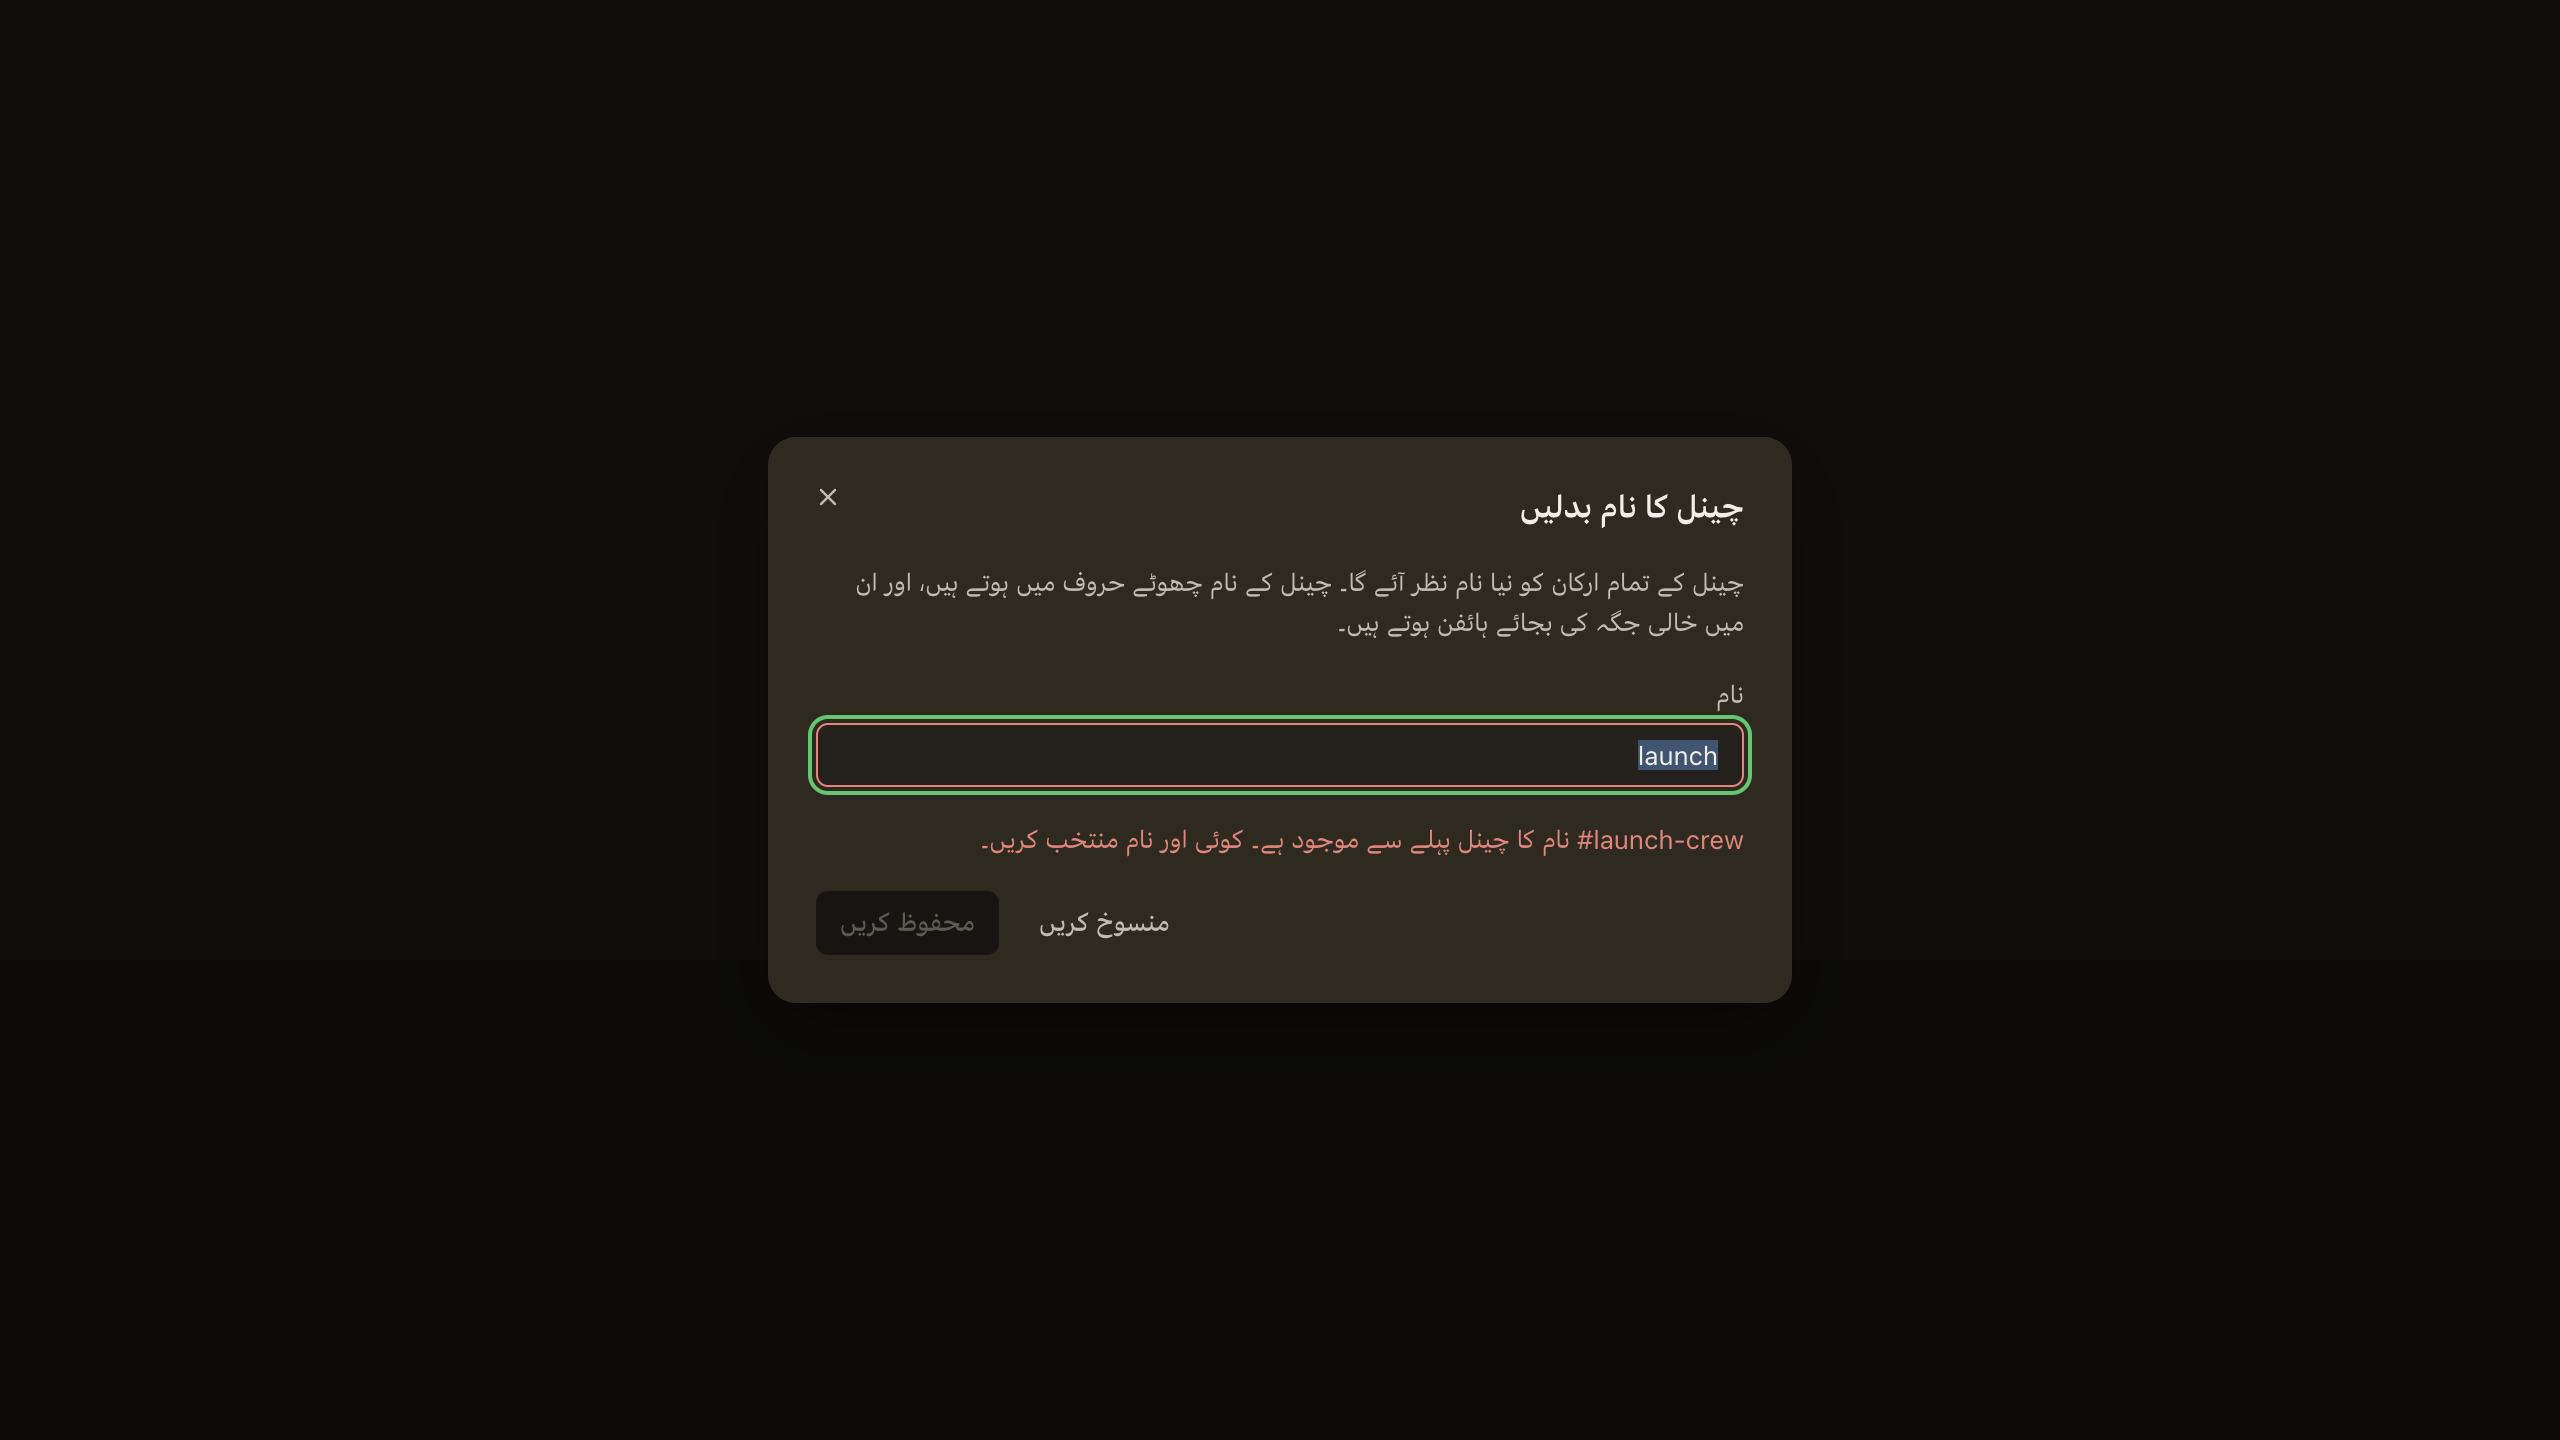 چینل کا نام بدلیں
چینل کے تمام ارکان کو نیا نام نظر آئے گا۔ چینل کے نام چھوٹے حروف میں ہوتے ہیں، اور ان
میں خالی جگہ کی بجائے ہائفن ہوتے ہیں۔
نام
launch
#launch-crew نام کا چینل پہلے سے موجود ہے۔ کوئی اور نام منتخب کریں۔
منسوخ کریں
محفوظ کریں